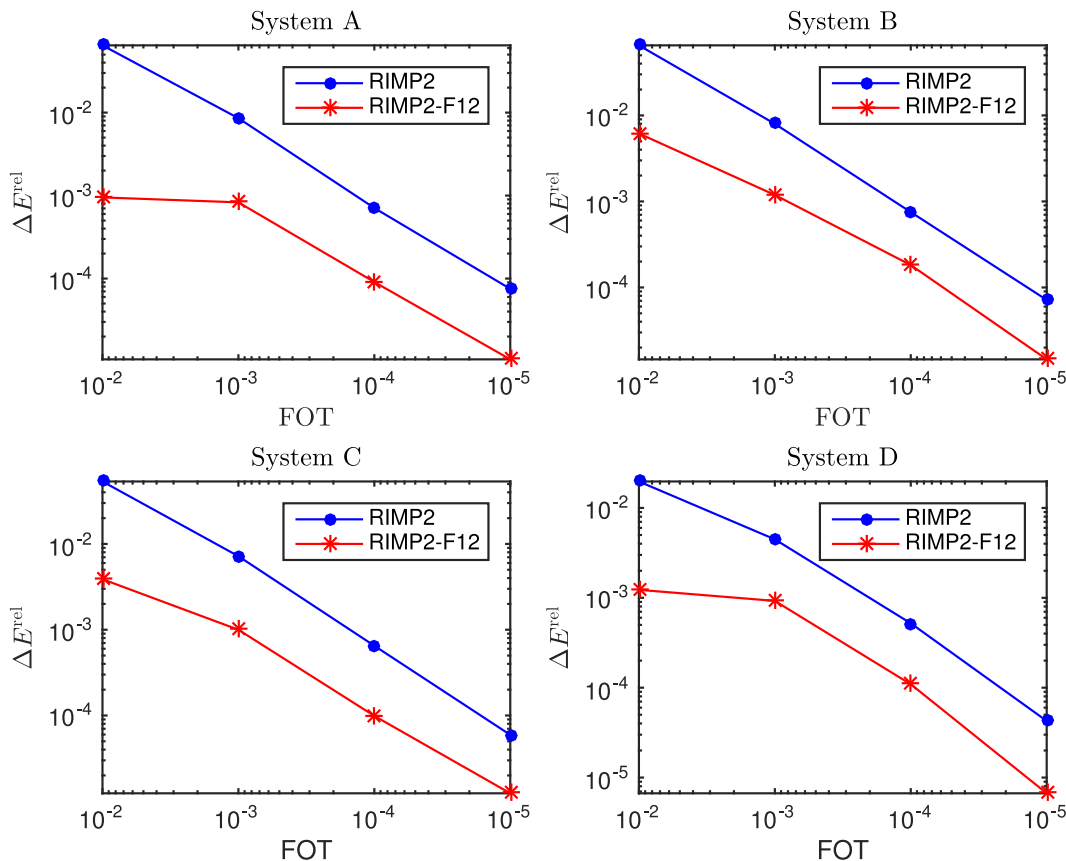 System A
RIMP2
RIMP2-F12
10⁻²
10⁻³
10⁻⁴
ΔE^rel
10⁻² 10⁻³ 10⁻⁴ 10⁻⁵
FOT
System B
RIMP2
RIMP2-F12
10⁻²
10⁻³
10⁻⁴
ΔE^rel
10⁻² 10⁻³ 10⁻⁴ 10⁻⁵
FOT
System C
RIMP2
RIMP2-F12
10⁻²
10⁻³
10⁻⁴
ΔE^rel
10⁻² 10⁻³ 10⁻⁴ 10⁻⁵
FOT
System D
RIMP2
RIMP2-F12
10⁻²
10⁻³
10⁻⁴
10⁻⁵
ΔE^rel
10⁻² 10⁻³ 10⁻⁴ 10⁻⁵
FOT